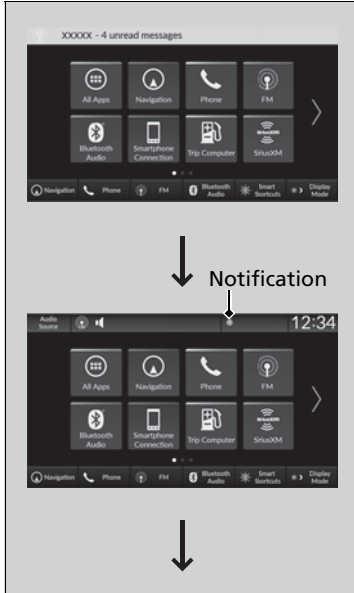 XXXXX - 4 unread messages
All Apps
Navigation
Phone
FM
Bluetooth
Audio
Smartphone
Connection
Trip Computer
SiriusXM
SiriusXM
Navigation
Phone
FM
Bluetooth
Audio
Smart
Shortcuts
Display
Mode
Notification
Audio
Source
12:34
All Apps
Navigation
Phone
FM
Bluetooth
Audio
Smartphone
Connection
Trip Computer
SiriusXM
SiriusXM
Navigation
Phone
FM
Bluetooth
Audio
Smart
Shortcuts
Display
Mode